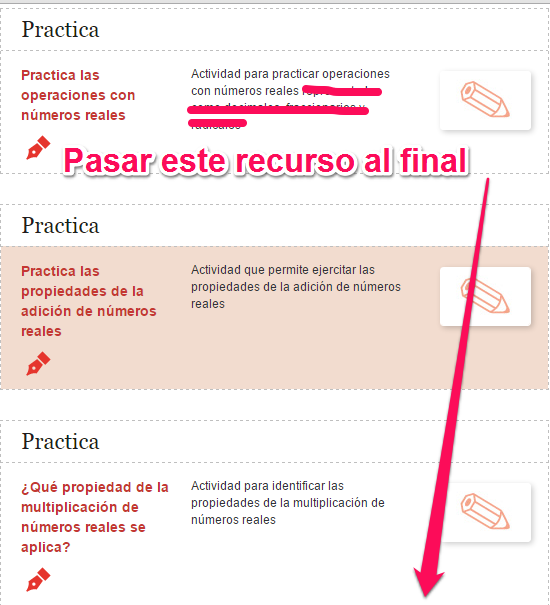 Practica
Practica las
operaciones con
números reales
Actividad para practicar operaciones
con números reales
Pasar este recurso al final
Practica
Practica las
propiedades de la
adición de números
reales
Actividad que permite ejercitar las
propiedades de la adición de números
reales
Practica
¿Qué propiedad de la
multiplicación de
números reales se
aplica?
Actividad para identificar las
propiedades de la multiplicación de
números reales